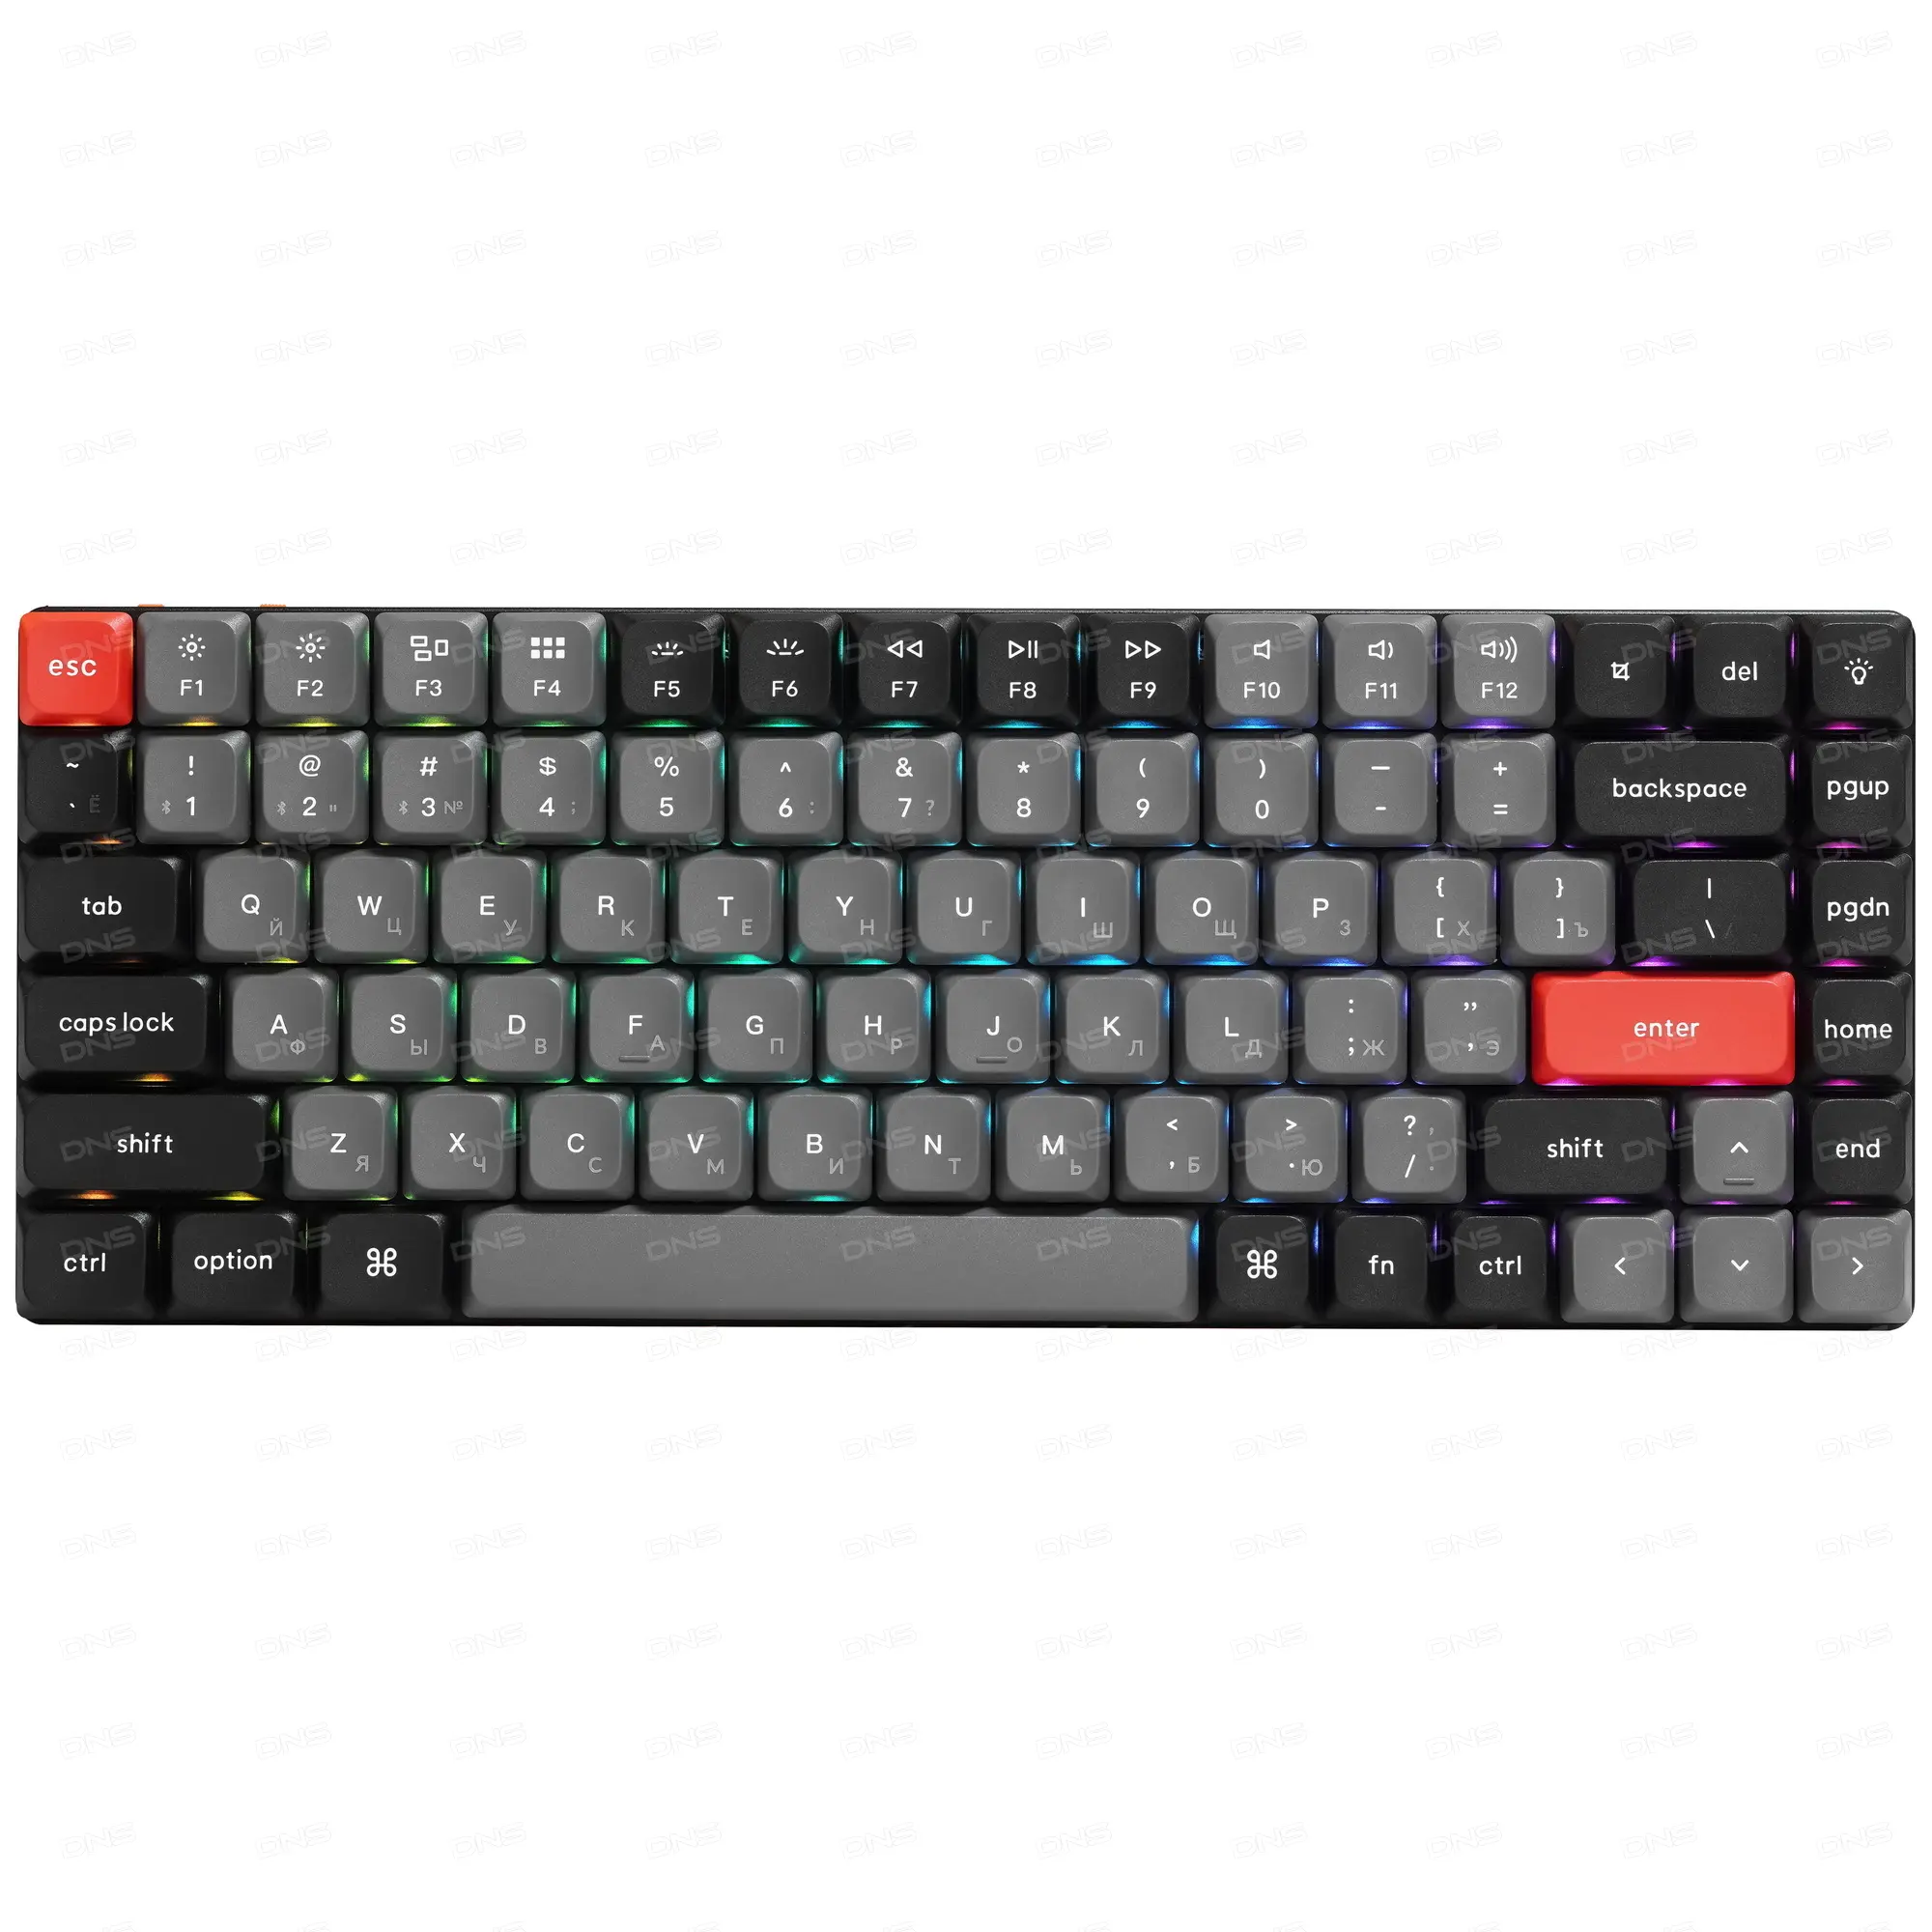 esc F1 F2 F3 F4 F5 F6 F7 F8 F9 F10 F11 F12 del
~ ` Ё ! 1 @ 2 " # 3 № $ 4 ; % 5 ^ 6 : & 7 ? * 8 ( 9 ) 0 — - + = backspace pgup
tab Q Й W Ц E У R К T Е Y Н U Г I Ш O Щ P З { [ Х } ] Ъ | \ / pgdn
caps lock A Ф S Ы D В F А G П H Р J О K Л L Д : ; Ж ” ’ Э enter home
shift Z Я X Ч C С V М B И N Т M Ь < , Б > . Ю ? / , . shift ^ end
ctrl option ⌘ ⌘ fn ctrl < ⌄ >
DNS